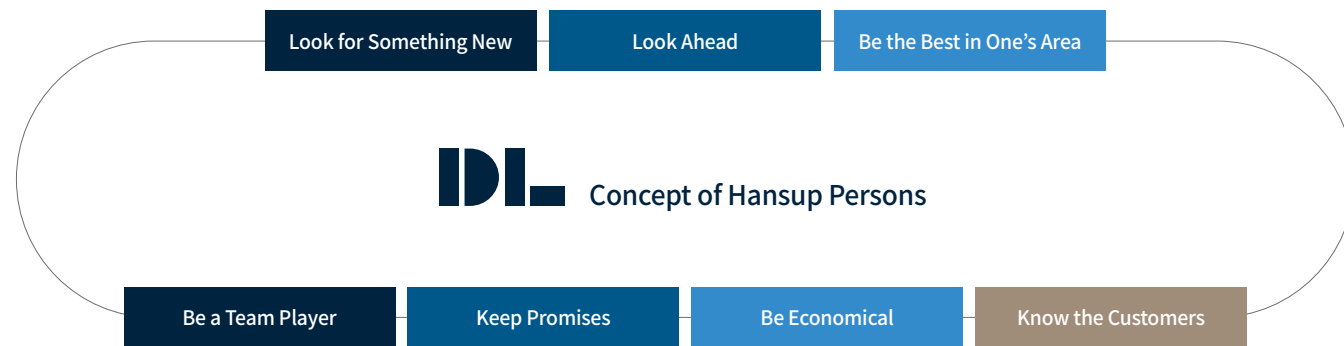 Look for Something New
Look Ahead
Be the Best in One’s Area
DL
Concept of Hansup Persons
Be a Team Player
Keep Promises
Be Economical
Know the Customers